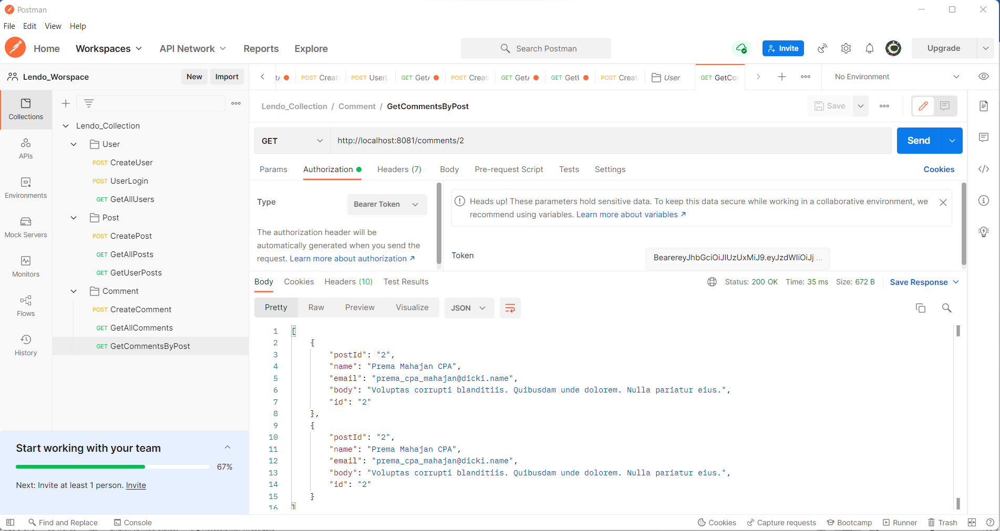 Postman
File Edit View Help
Home Workspaces API Network Reports Explore Search Postman Invite Upgrade
Lendo_Worspace New Import
POST Creat POST UserL GET GetA POST Creat GET GetA GET GetU POST Creat User GET GetCo No Environment
Collections
APIs
Environments
Mock Servers
Monitors
Flows
History
Lendo_Collection
User
POST CreateUser
POST UserLogin
GET GetAllUsers
Post
POST CreatePost
GET GetAllPosts
GET GetUserPosts
Comment
POST CreateComment
GET GetAllComments
GET GetCommentsByPost
Start working with your team
67%
Next: Invite at least 1 person. Invite
Lendo_Collection / Comment / GetCommentsByPost Save
GET http://localhost:8081/comments/2 Send
Params Authorization Headers (7) Body Pre-request Script Tests Settings Cookies
Type Bearer Token
The authorization header will be
automatically generated when you send the
request. Learn more about authorization ↗
Heads up! These parameters hold sensitive data. To keep this data secure while working in a collaborative environment, we
recommend using variables. Learn more about variables ↗
Token BearereyJhbGciOiJIUzUxMiJ9.eyJzdWIiOiJj ...
Body Cookies Headers (10) Test Results Status: 200 OK Time: 35 ms Size: 672 B Save Response
Pretty Raw Preview Visualize JSON
1 [
2 {
3 "postId": "2",
4 "name": "Prema Mahajan CPA",
5 "email": "prema_cpa_mahajan@dicki.name",
6 "body": "Voluptas corrupti blanditiis. Quibusdam unde dolorem. Nulla pariatur eius.",
7 "id": "2"
8 },
9 {
10 "postId": "2",
11 "name": "Prema Mahajan CPA",
12 "email": "prema_cpa_mahajan@dicki.name",
13 "body": "Voluptas corrupti blanditiis. Quibusdam unde dolorem. Nulla pariatur eius.",
14 "id": "2"
15 }
16 ]
Find and Replace Console Cookies Capture requests Bootcamp Runner Trash